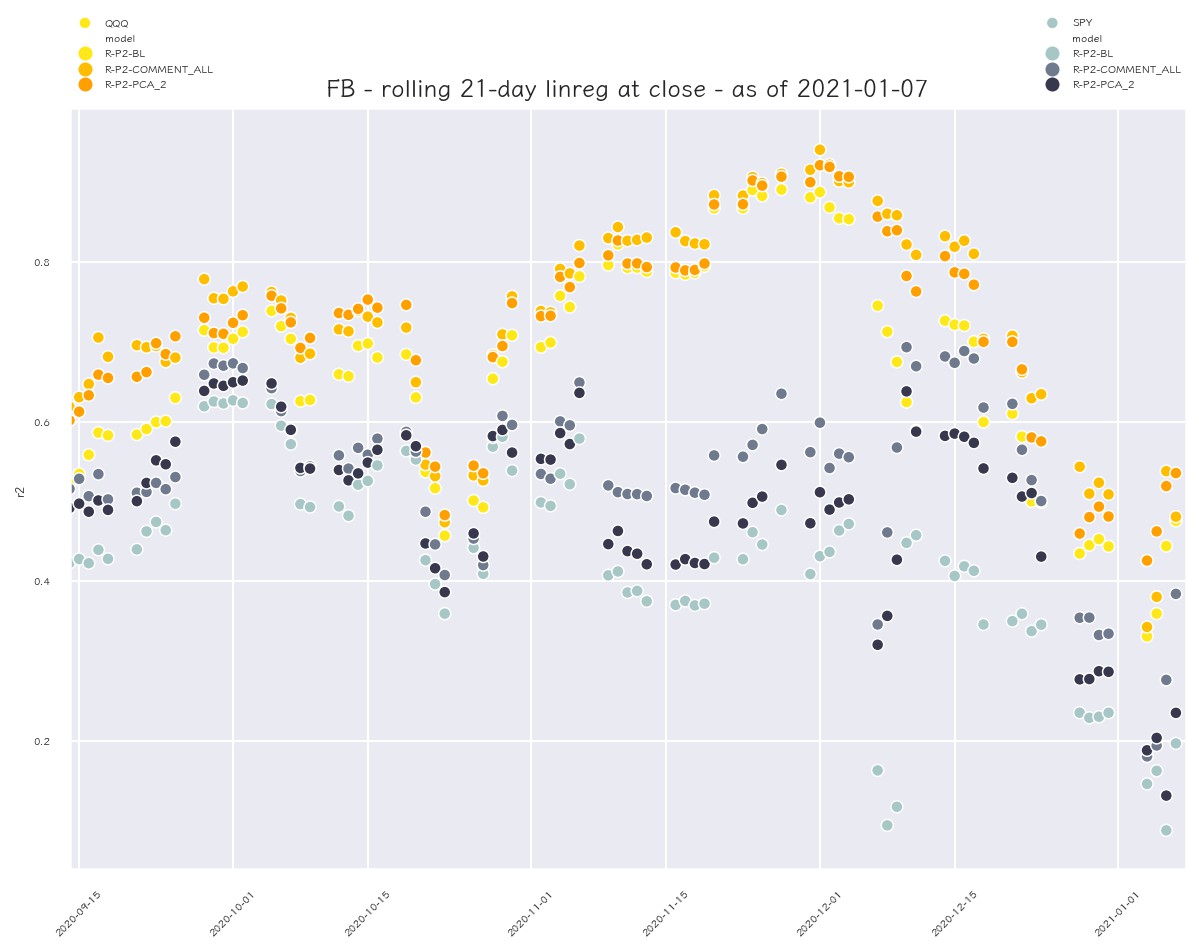 QQQ
model
R-P2-BL
R-P2-COMMENT_ALL
R-P2-PCA_2
SPY
model
R-P2-BL
R-P2-COMMENT_ALL
R-P2-PCA_2
FB - rolling 21-day linreg at close - as of 2021-01-07
r2
0.8
0.6
0.4
0.2
2020-09-15
2020-10-01
2020-10-15
2020-11-01
2020-11-15
2020-12-01
2020-12-15
2021-01-01